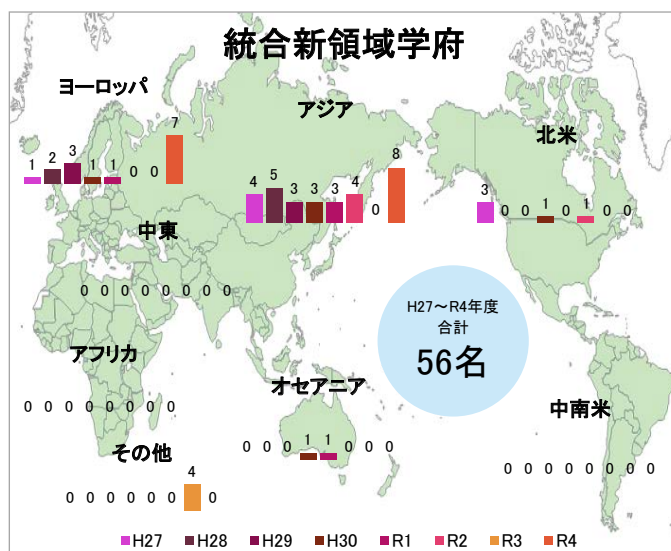 統合新領域学府
ヨーロッパ
1 2 3 1 1 0 0 7
アジア
4 5 3 3 3 4 0 8
北米
3 0 0 1 0 1 0 0
中東
0 0 0 0 0 0 0 0
H27～R4年度
合計
56名
アフリカ
0 0 0 0 0 0 0 0
オセアニア
0 0 0 1 1 0 0 0
中南米
0 0 0 0 0 0 0 0
その他
0 0 0 0 0 0 4 0
H27 H28 H29 H30 R1 R2 R3 R4